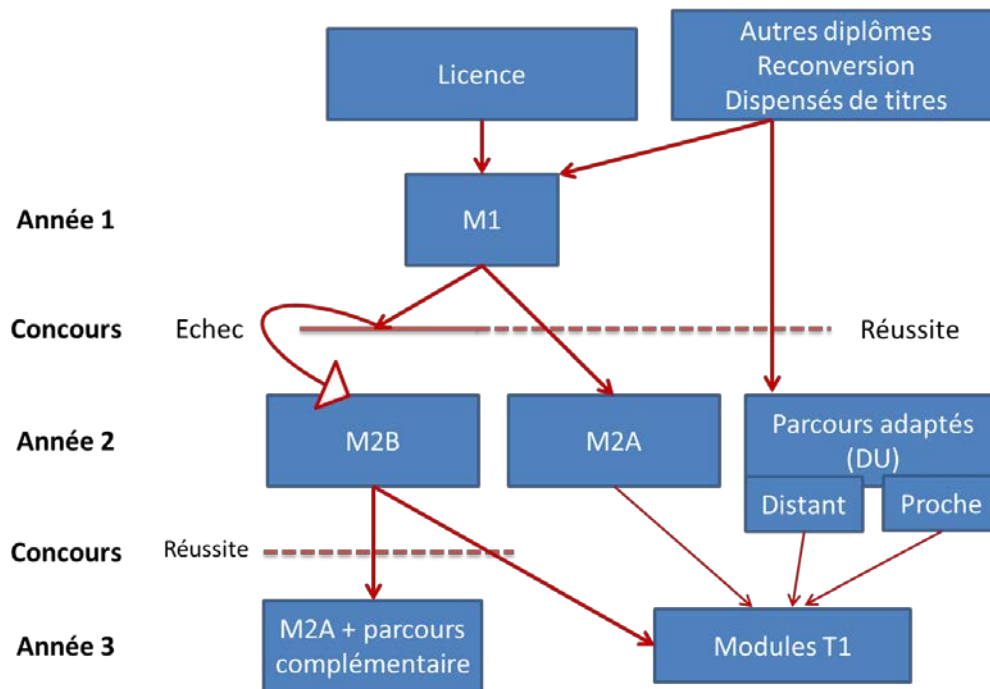 Licence
Autres diplômes
Reconversion
Dispensés de titres
Année 1
M1
Concours
Echec
Réussite
Année 2
M2B
M2A
Parcours adaptés
(DU)
Distant
Proche
Concours
Réussite
Année 3
M2A + parcours
complémentaire
Modules T1